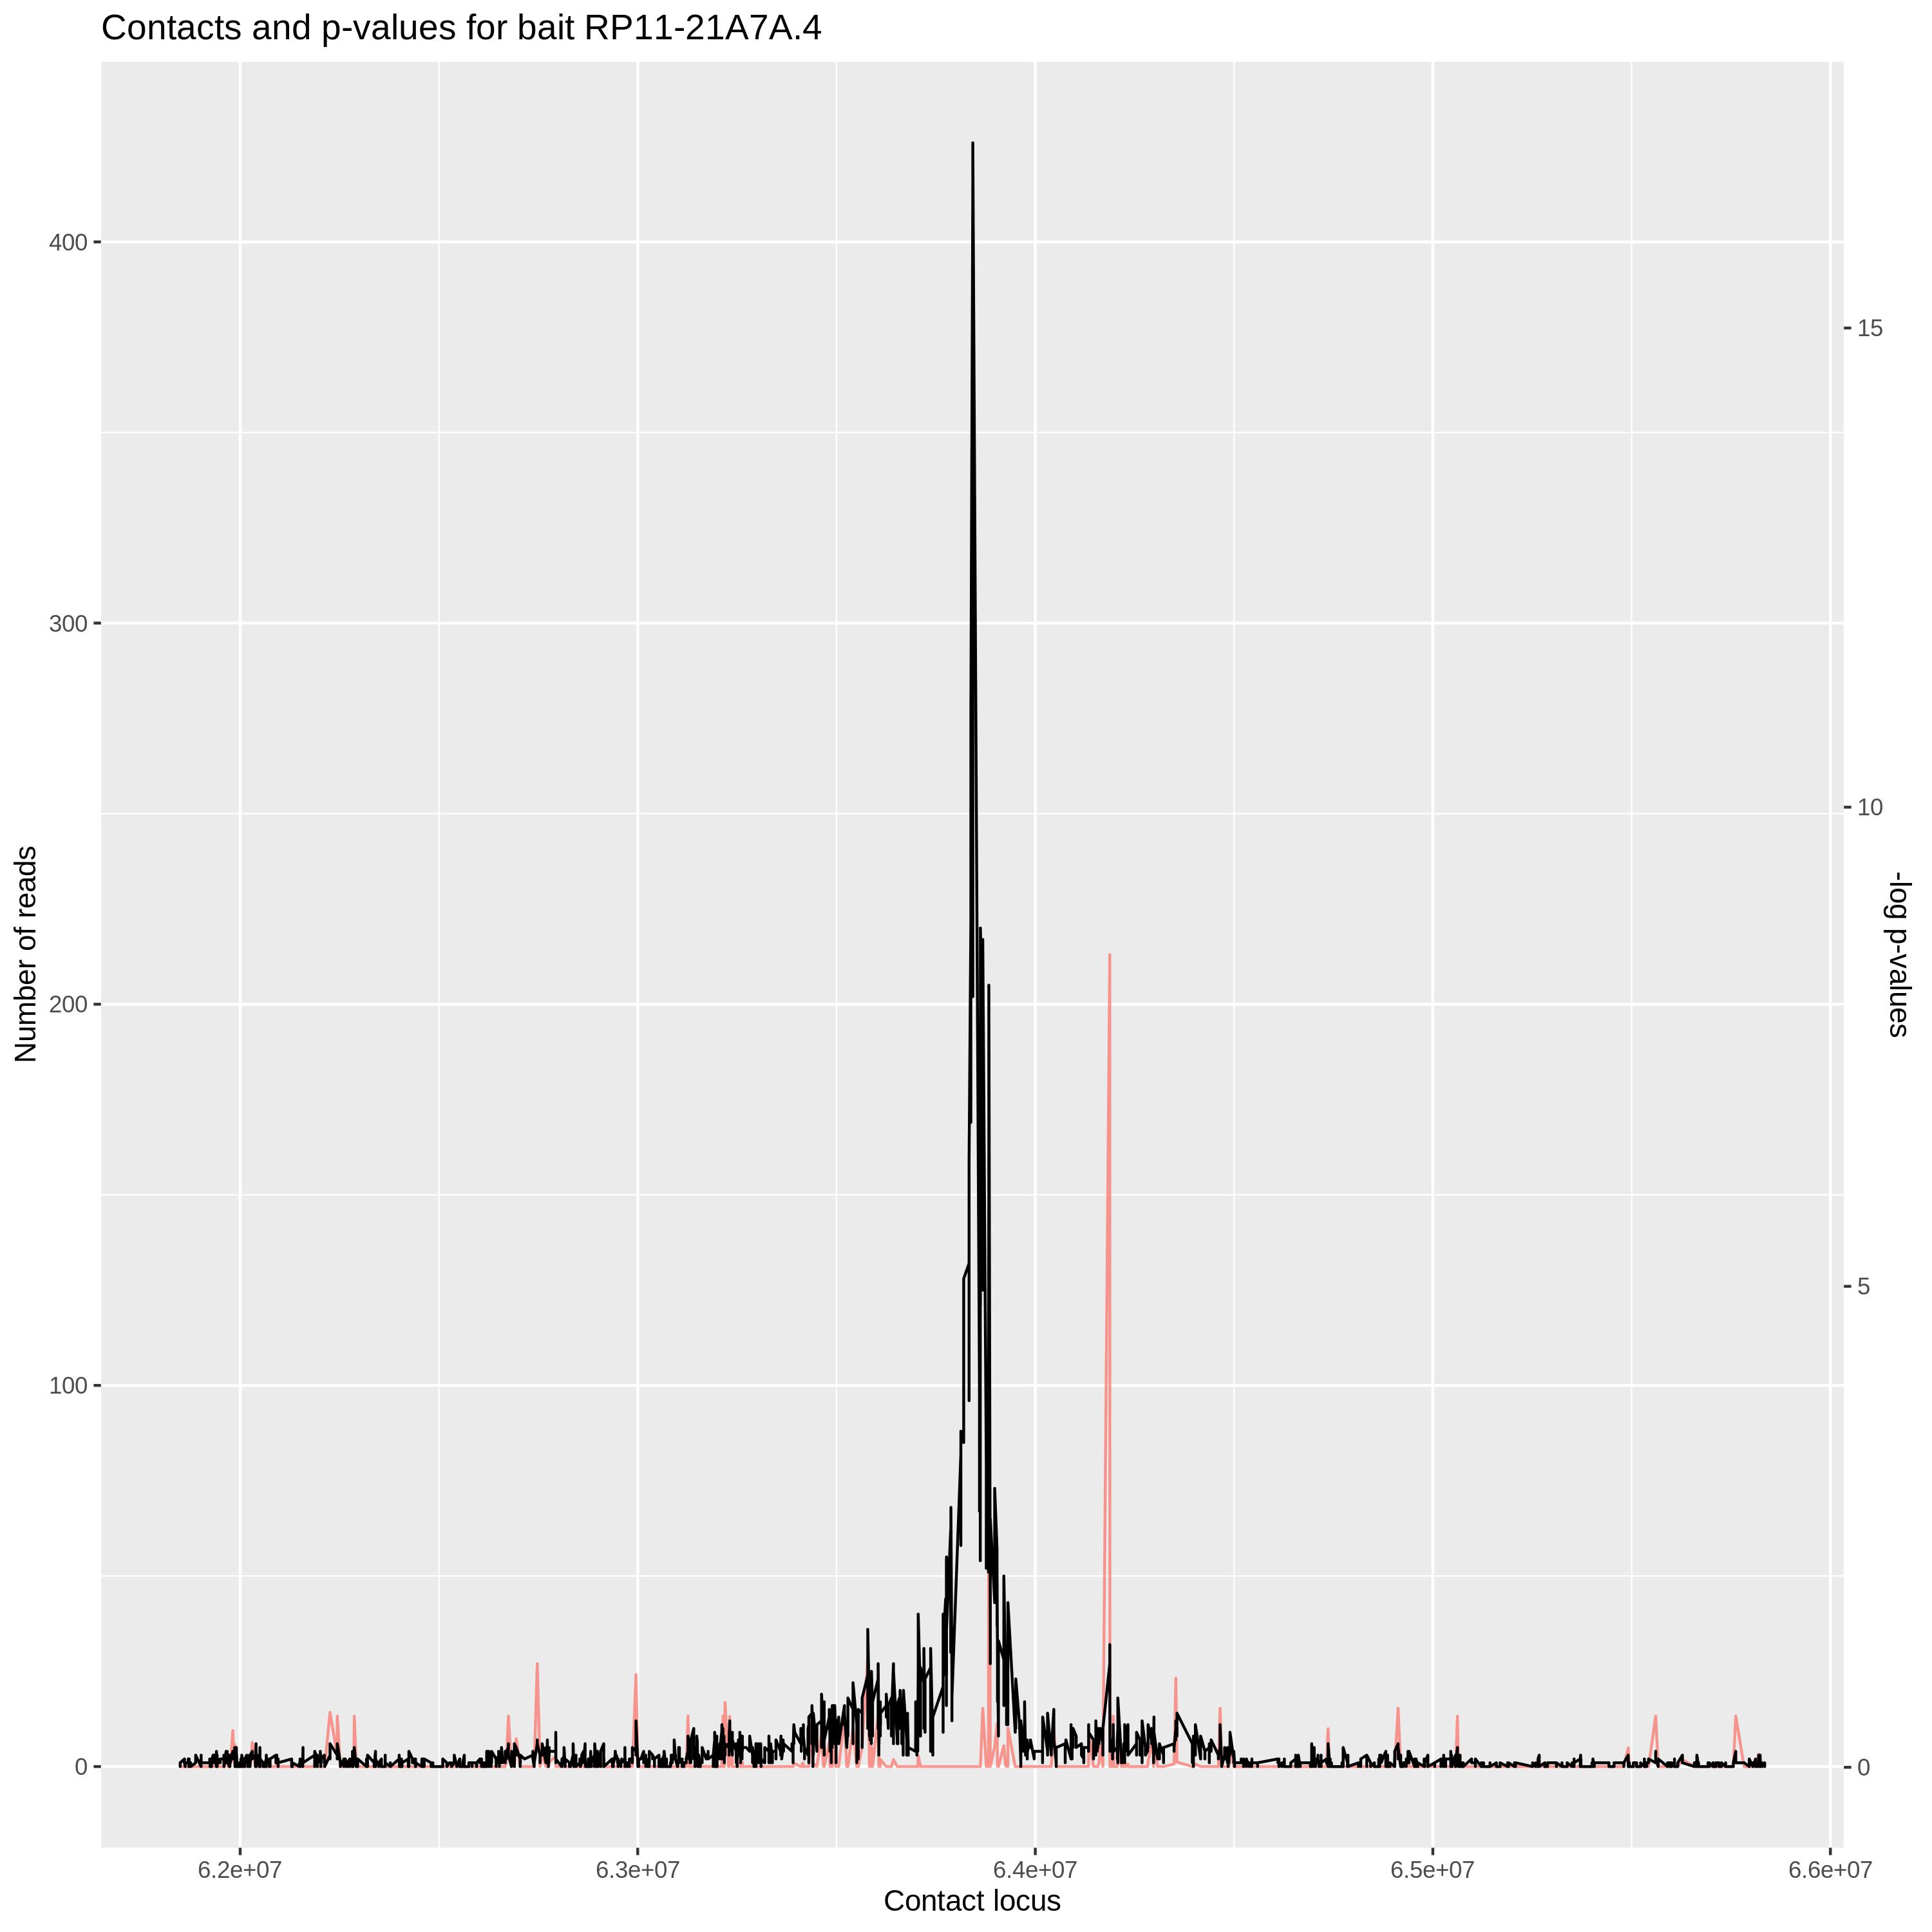 Contacts and p-values for bait RP11-21A7A.4
Number of reads
400
300
200
100
0
15
10
5
0
-log p-values
6.2e+07
6.3e+07
6.4e+07
6.5e+07
6.6e+07
Contact locus